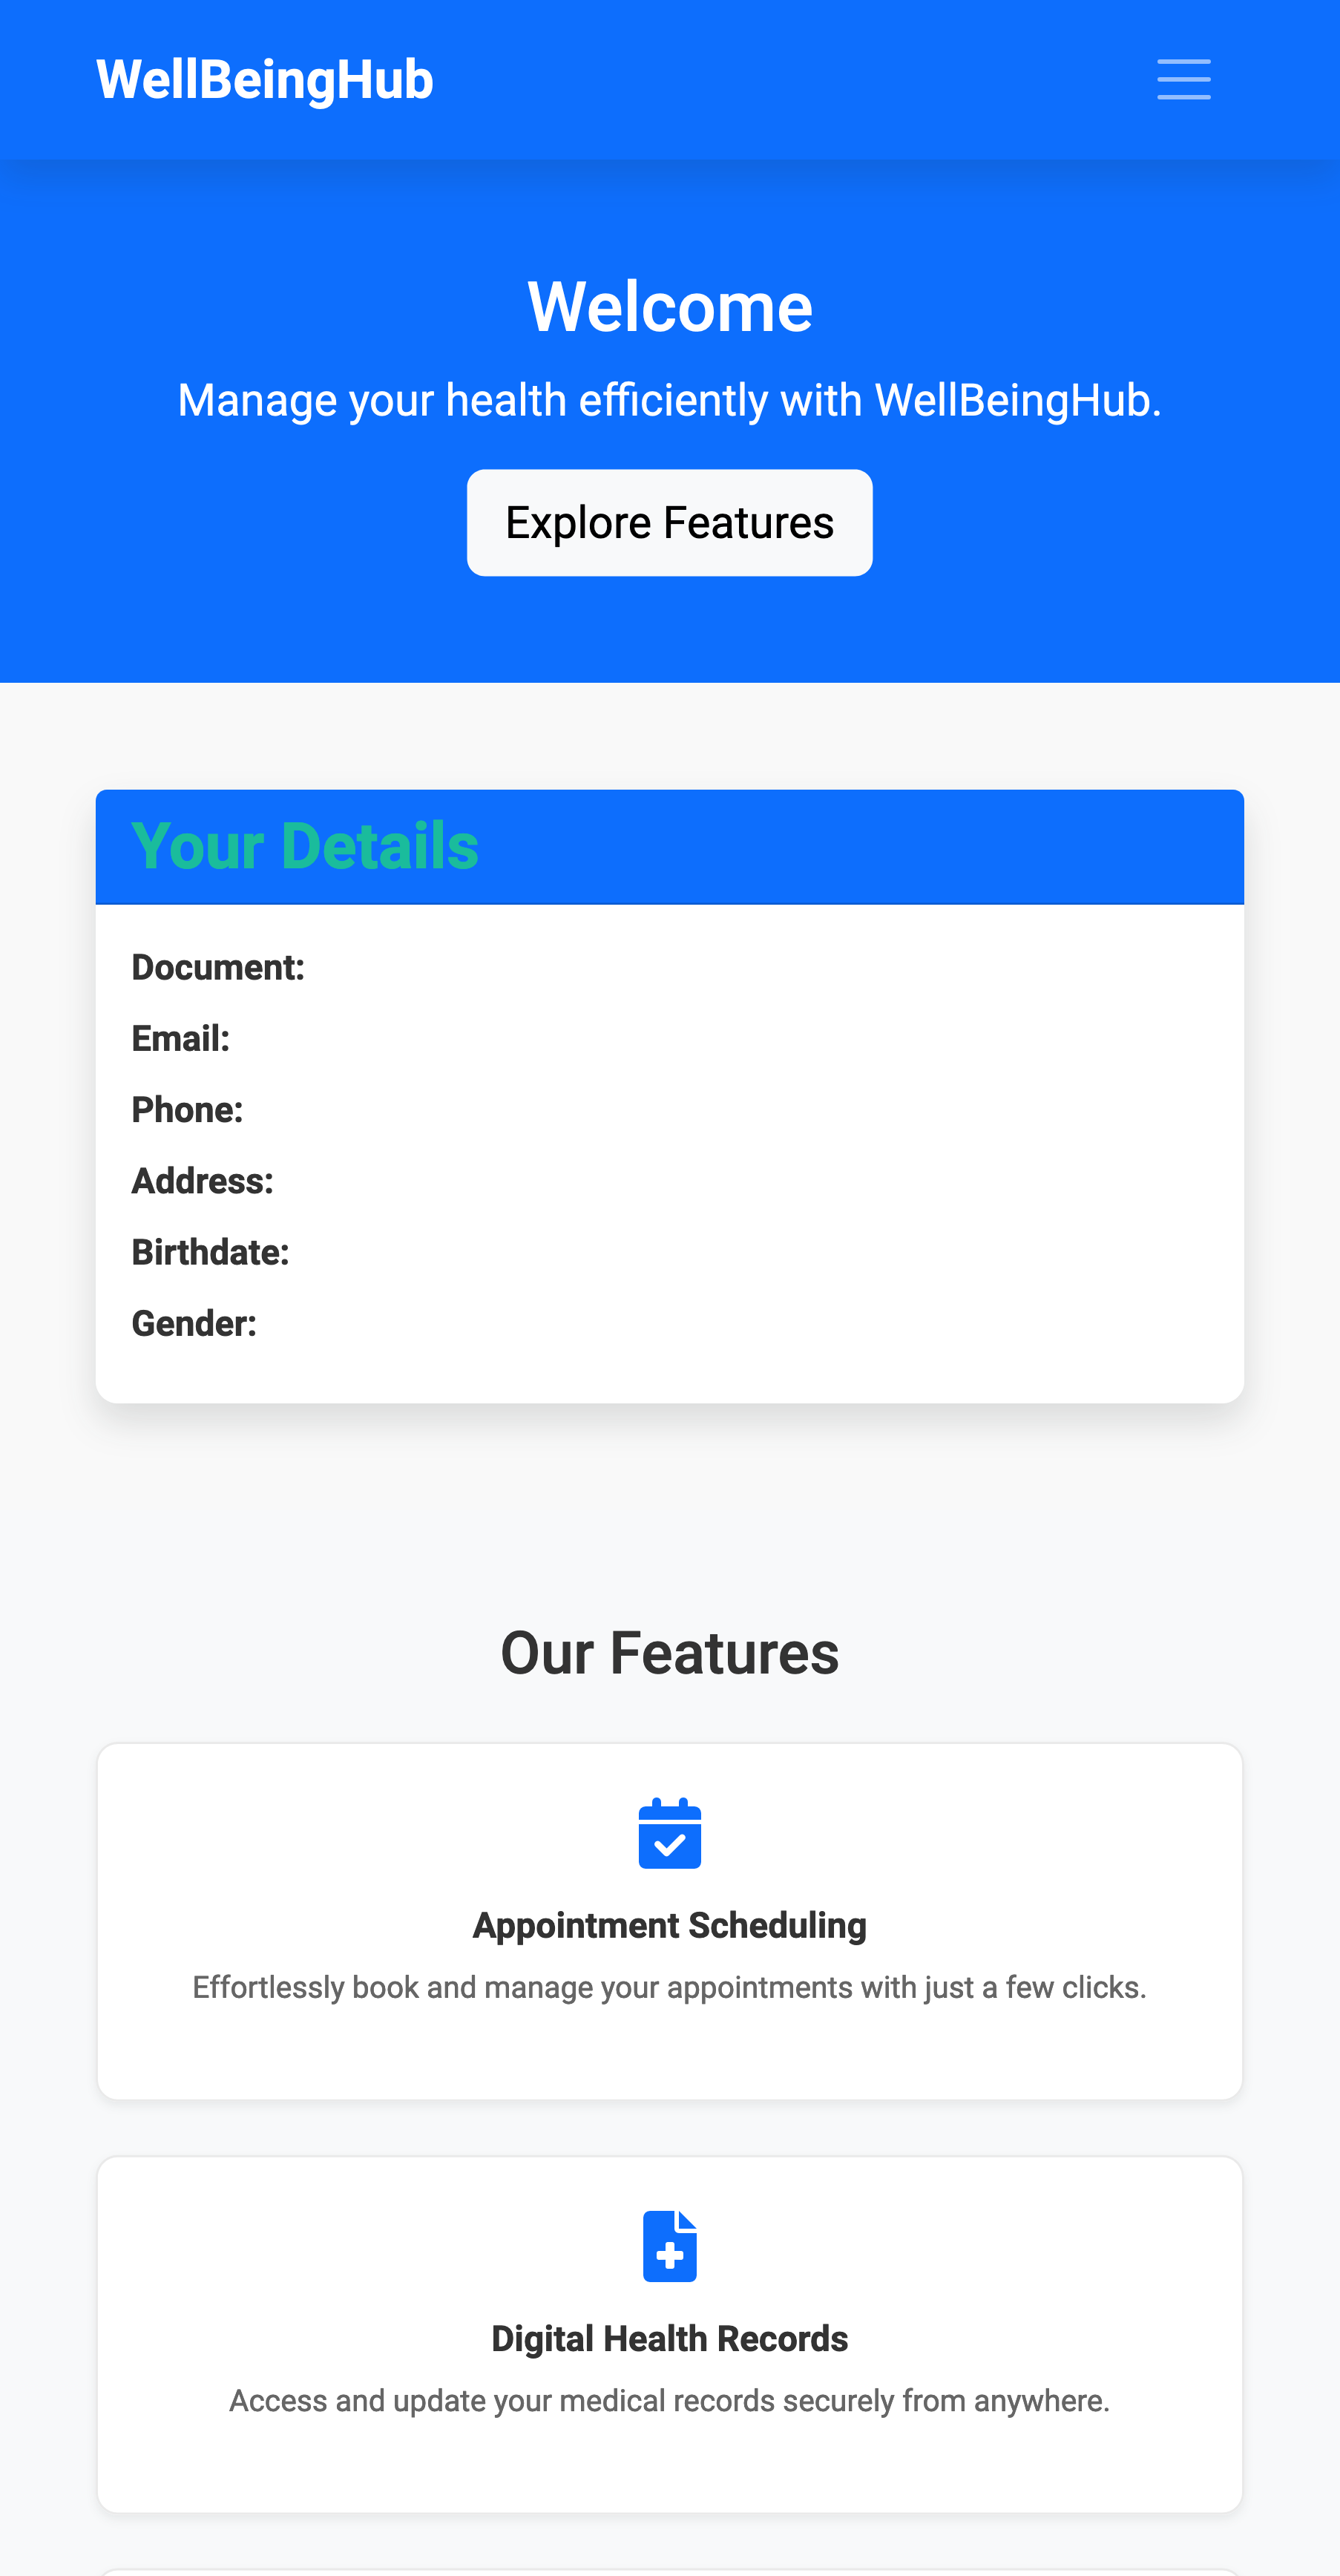 WellBeingHub
Welcome
Manage your health efficiently with WellBeingHub.
Explore Features
Your Details
Document:
Email:
Phone:
Address:
Birthdate:
Gender:
Our Features
Appointment Scheduling
Effortlessly book and manage your appointments with just a few clicks.
Digital Health Records
Access and update your medical records securely from anywhere.